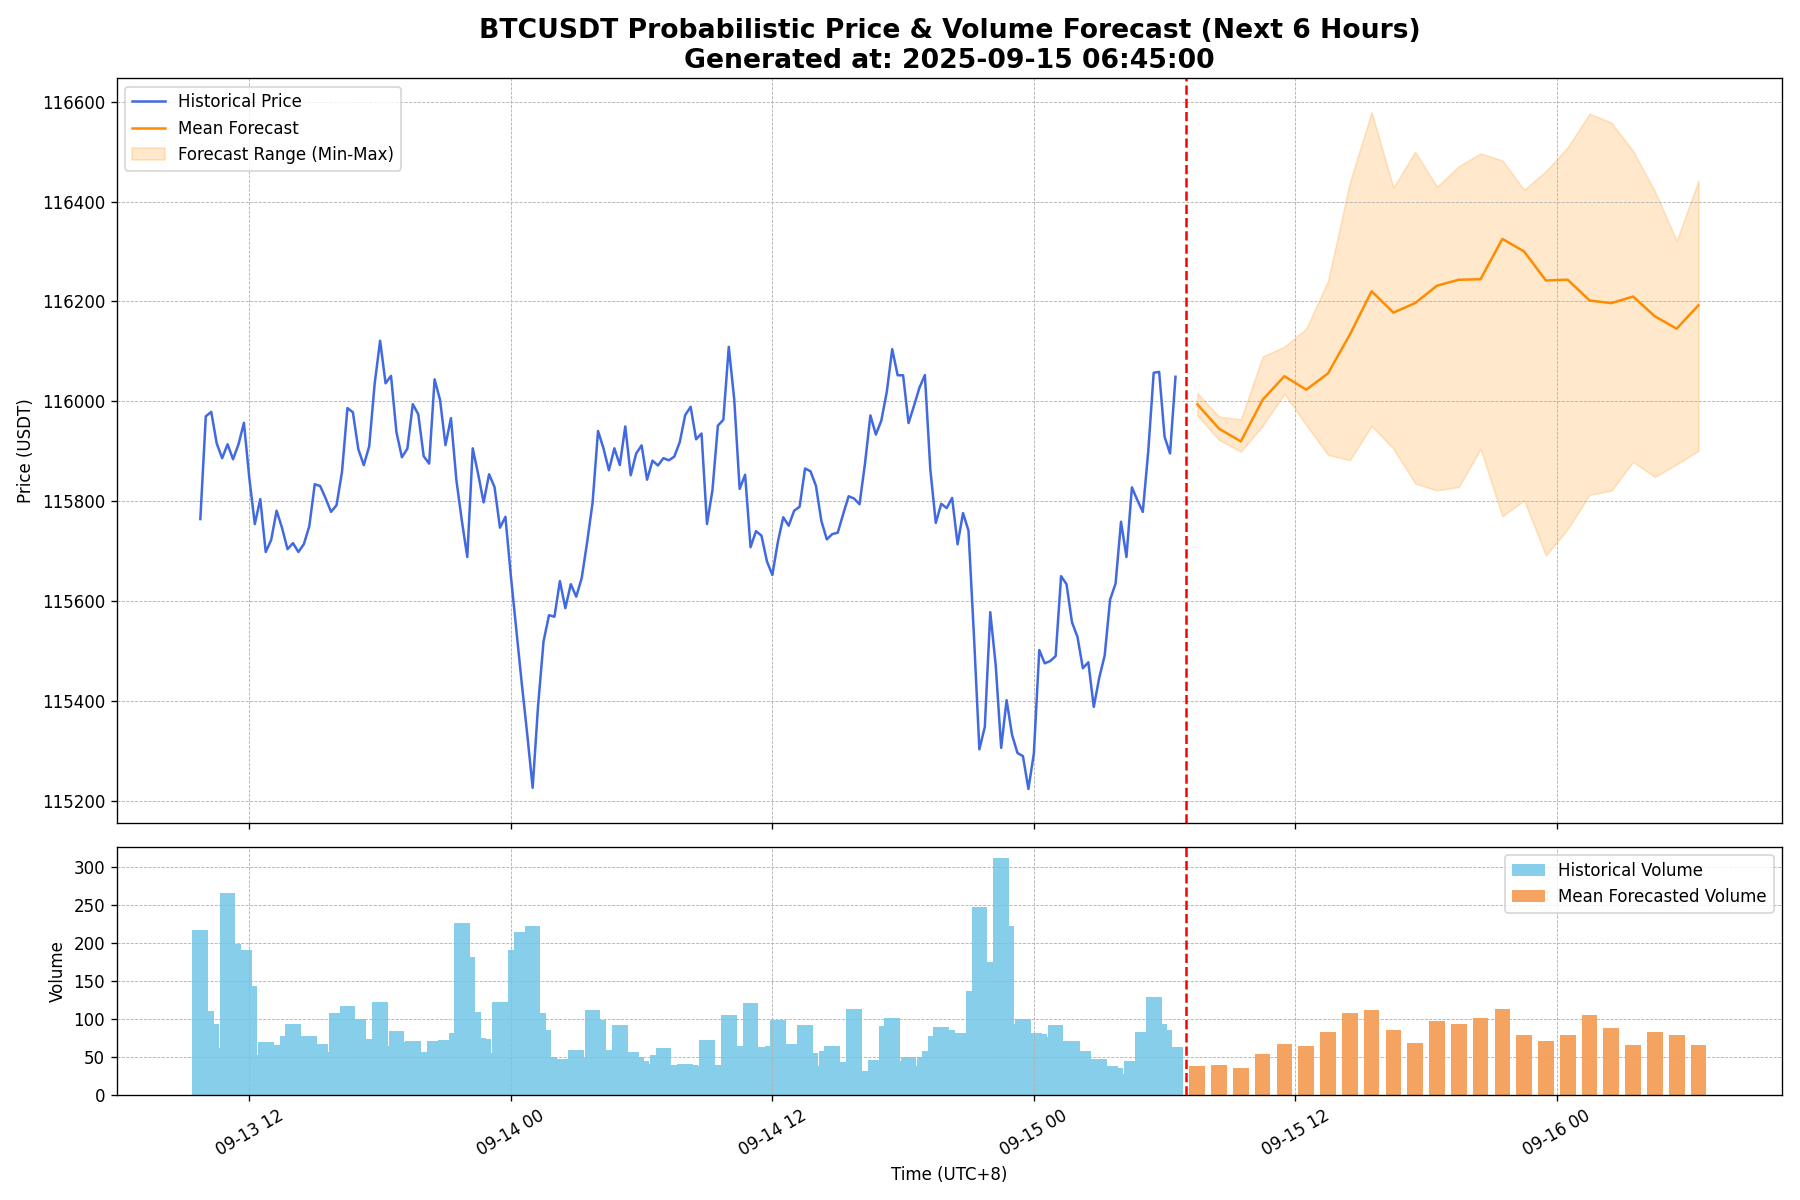 BTCUSDT Probabilistic Price & Volume Forecast (Next 6 Hours)
Generated at: 2025-09-15 06:45:00
Historical Price
Mean Forecast
Forecast Range (Min-Max)
116600
116400
116200
116000
115800
115600
115400
115200
Price (USDT)
Historical Volume
Mean Forecasted Volume
300
250
200
150
100
50
0
Volume
09-13 12
09-14 00
09-14 12
09-15 00
09-15 12
09-16 00
Time (UTC+8)